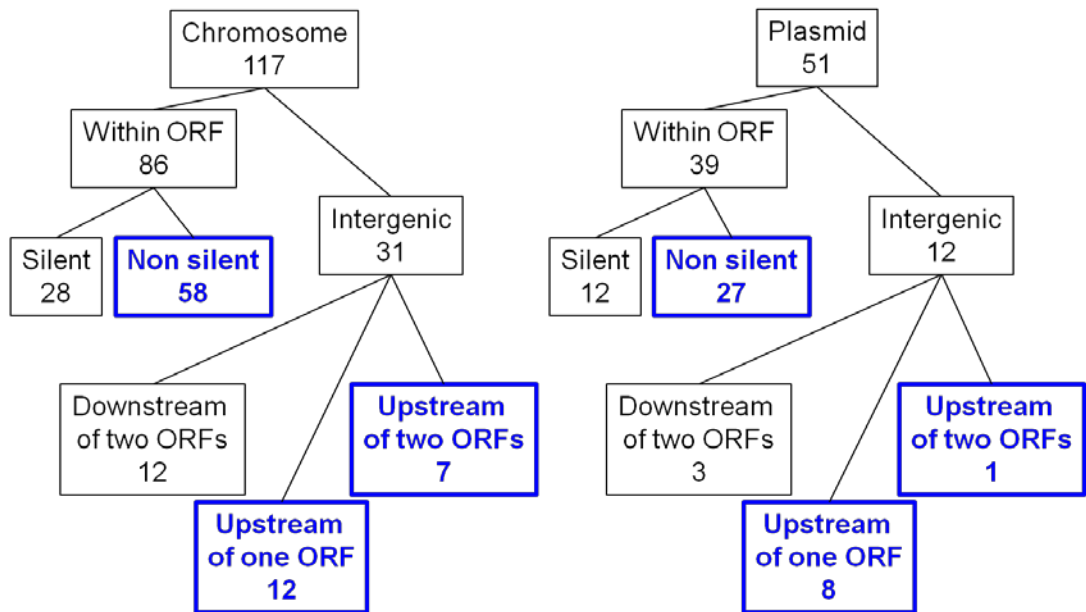 Chromosome
117
Within ORF
86
Silent
28
Non silent
58
Intergenic
31
Downstream
of two ORFs
12
Upstream
of one ORF
12
Upstream
of two ORFs
7
Plasmid
51
Within ORF
39
Silent
12
Non silent
27
Intergenic
12
Downstream
of two ORFs
3
Upstream
of one ORF
8
Upstream
of two ORFs
1